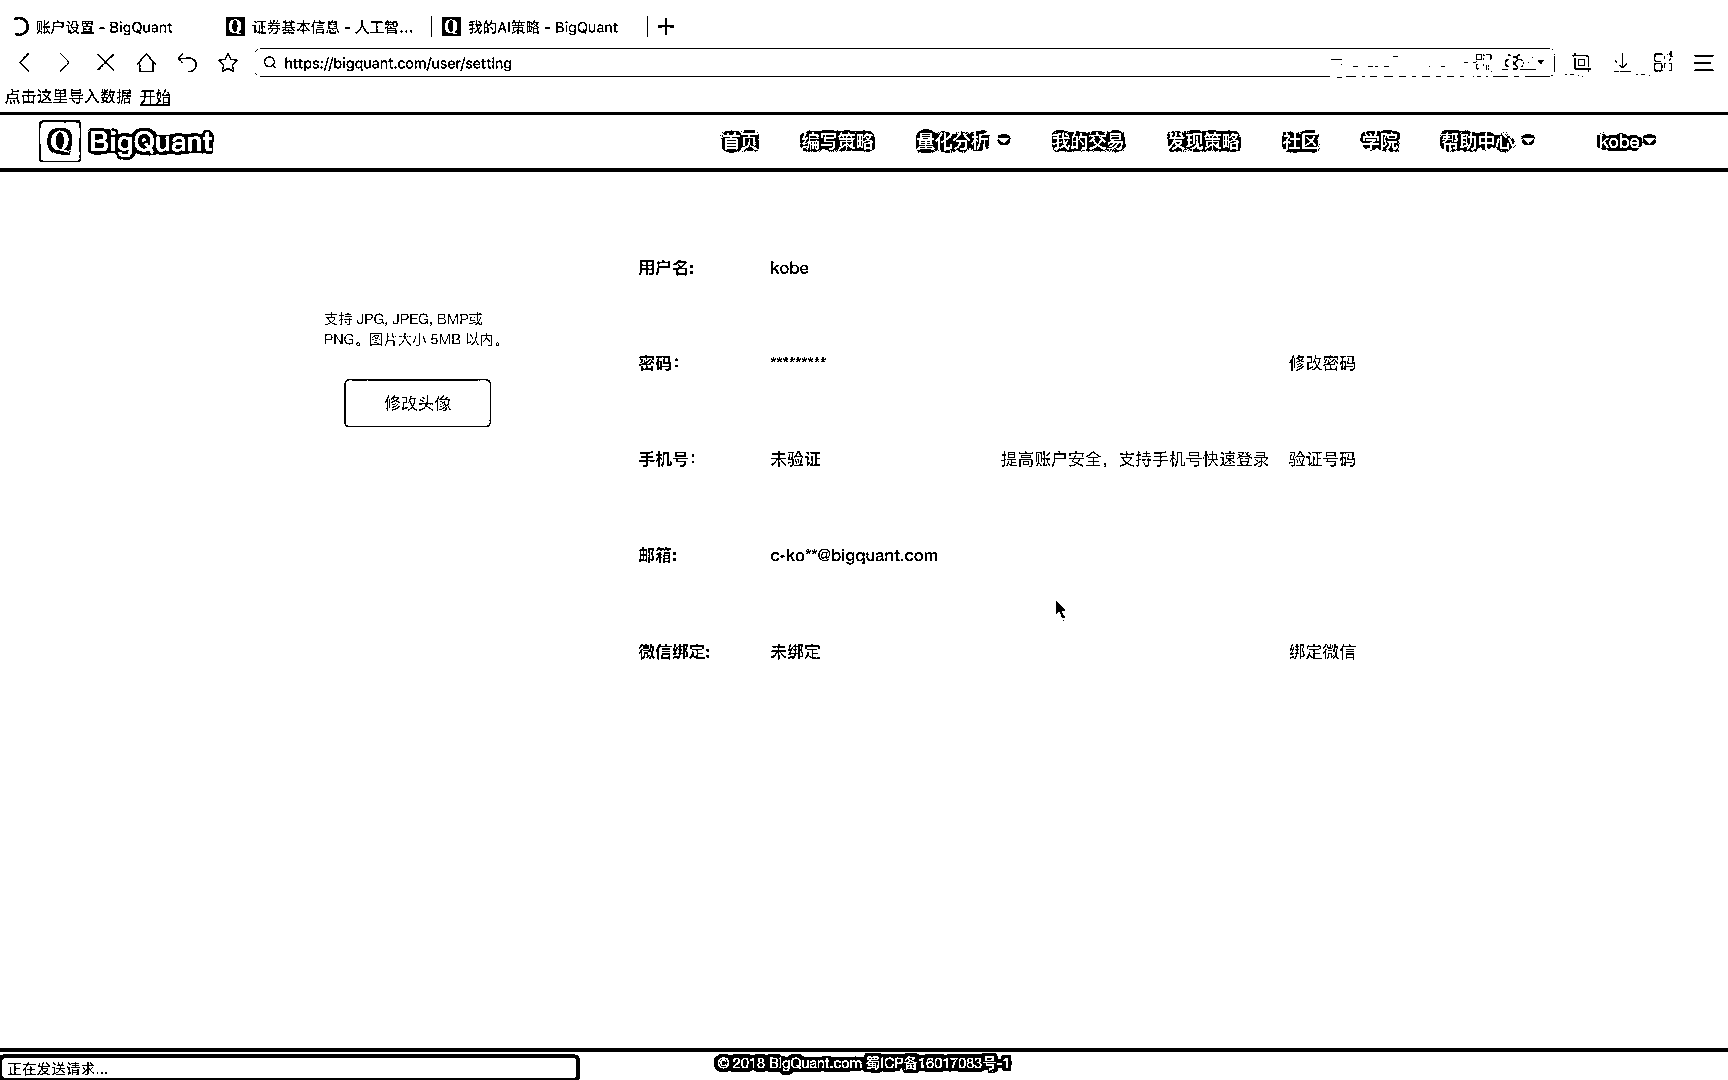 账户设置 - BigQuant
证券基本信息 - 人工智...
我的AI策略 - BigQuant
https://bigquant.com/user/setting
点击这里导入数据 开始
Q BigQuant
首页 编写策略 量化分析 我的交易 发现策略 社区 学院 帮助中心 kobe
用户名: kobe
支持 JPG, JPEG, BMP或
PNG。图片大小 5MB 以内。
修改头像
密码: ********* 修改密码
手机号: 未验证 提高账户安全，支持手机号快速登录 验证号码
邮箱: c-ko**@bigquant.com
微信绑定: 未绑定 绑定微信
© 2018 BigQuant.com 蜀ICP备16017083号-1
正在发送请求...